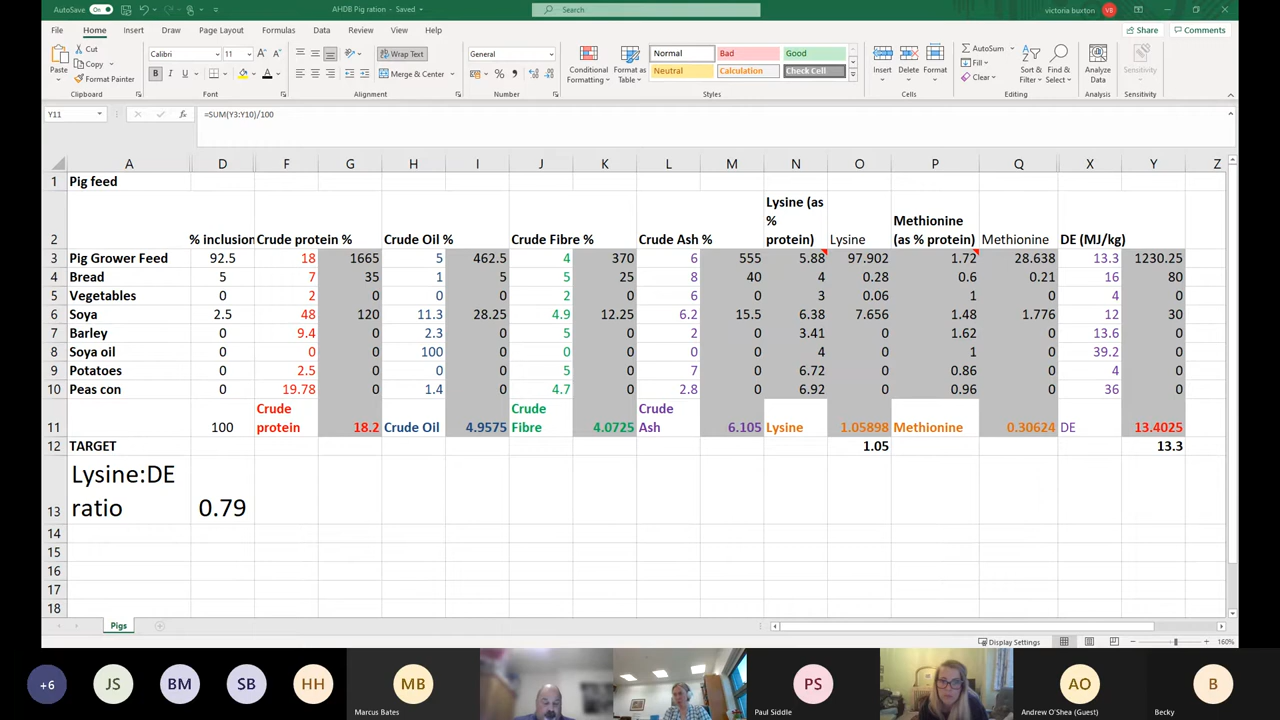 AutoSave On AHDB Pig ration - Saved Search victoria buxton VB
File Home Insert Draw Page Layout Formulas Data Review View Help Share Comments
Paste Cut Copy Format Painter Calibri 11 Wrap Text General Conditional Formatting Format as Table Normal Bad Good Insert Delete Format AutoSum Sort & Filter Find & Select Analyze Data Sensitivity
B I U Merge & Center Neutral Calculation Check Cell Fill Clear
Clipboard Font Alignment Number Styles Cells Editing Analysis Sensitivity
Y11 fx =SUM(Y3:Y10)/100
A D F G H I J K L M N O P Q X Y Z
1 Pig feed
2 % inclusion Crude protein % Crude Oil % Crude Fibre % Crude Ash % Lysine (as % protein) Lysine Methionine (as % protein) Methionine DE (MJ/kg)
3 Pig Grower Feed 92.5 18 1665 5 462.5 4 370 6 555 5.88 97.902 1.72 28.638 13.3 1230.25
4 Bread 5 7 35 1 5 5 25 8 40 4 0.28 0.6 0.21 16 80
5 Vegetables 0 2 0 0 0 2 0 6 0 3 0.06 1 0 4 0
6 Soya 2.5 48 120 11.3 28.25 4.9 12.25 6.2 15.5 6.38 7.656 1.48 1.776 12 30
7 Barley 0 9.4 0 2.3 0 5 0 2 0 3.41 0 1.62 0 13.6 0
8 Soya oil 0 0 0 100 0 0 0 0 0 4 0 1 0 39.2 0
9 Potatoes 0 2.5 0 0 0 5 0 7 0 6.72 0 0.86 0 4 0
10 Peas con 0 19.78 0 1.4 0 4.7 0 2.8 0 6.92 0 0.96 0 36 0
11 100 Crude protein 18.2 Crude Oil 4.9575 Crude Fibre 4.0725 Crude Ash 6.105 Lysine 1.05898 Methionine 0.30624 DE 13.4025
12 TARGET 1.05 13.3
13 Lysine:DE ratio 0.79
14
15
16
17
18
Pigs
Display Settings 160%
+6 JS BM SB HH MB PS AO B
Marcus Bates Paul Siddle Andrew O'Shea (Guest) Becky